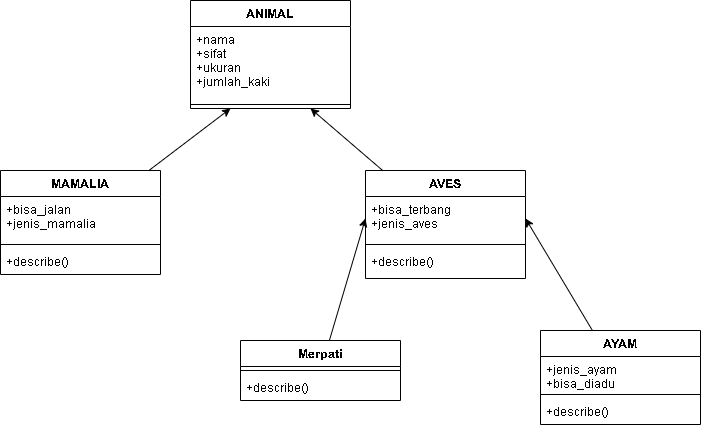 ANIMAL
+nama
+sifat
+ukuran
+jumlah_kaki
MAMALIA
+bisa_jalan
+jenis_mamalia
+describe()
AVES
+bisa_terbang
+jenis_aves
+describe()
Merpati
+describe()
AYAM
+jenis_ayam
+bisa_diadu
+describe()